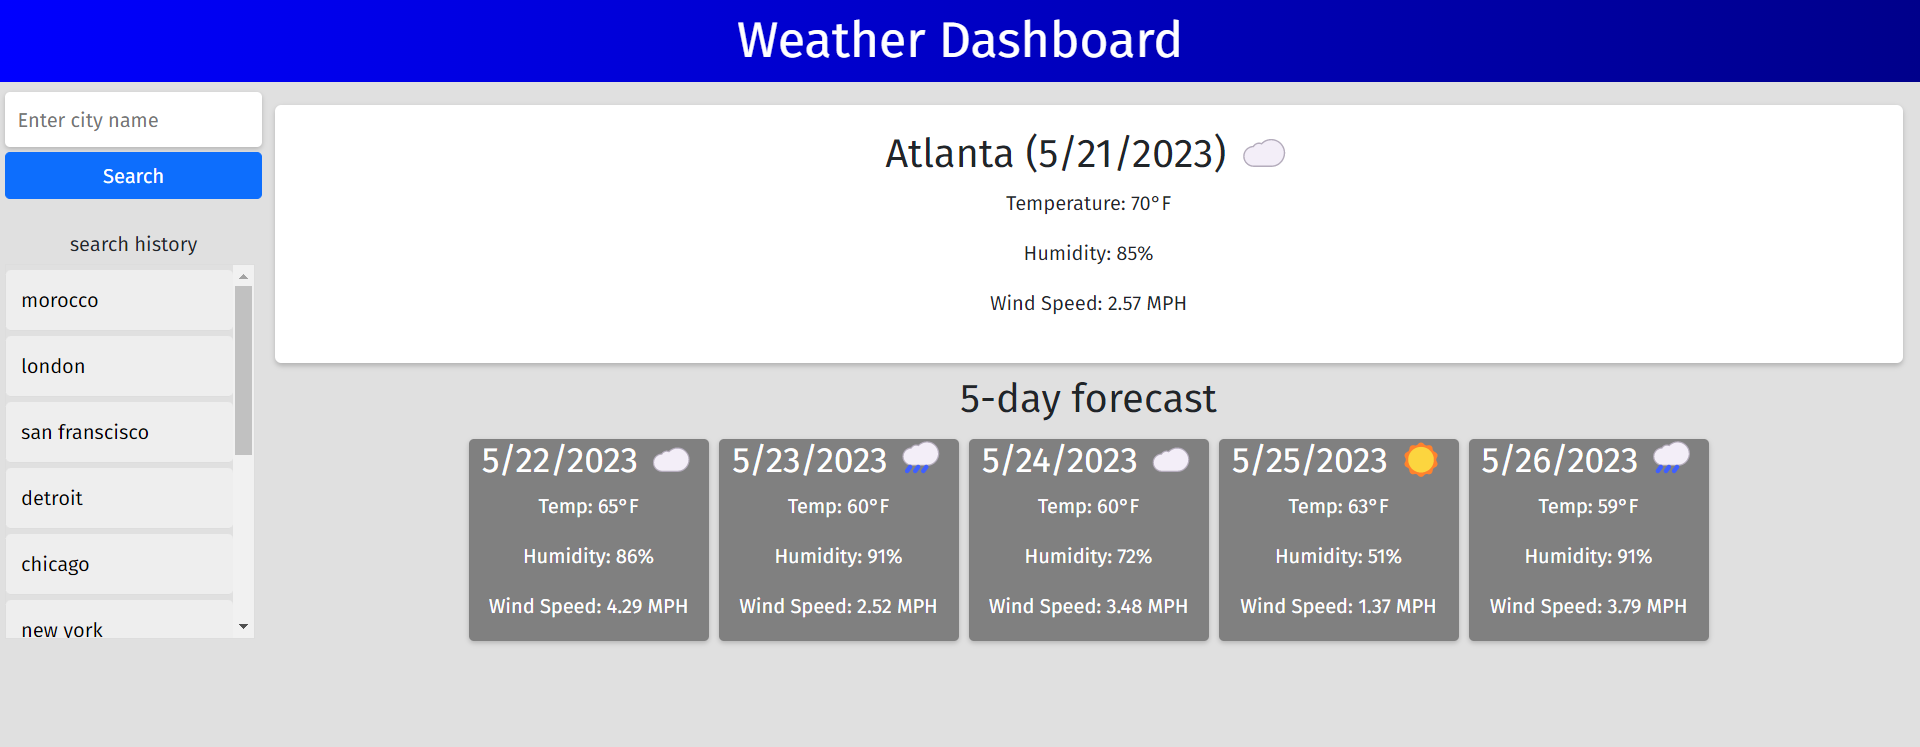 Weather Dashboard
Enter city name
Search
search history
morocco
london
san franscisco
detroit
chicago
new york
Atlanta (5/21/2023)
Temperature: 70°F
Humidity: 85%
Wind Speed: 2.57 MPH
5-day forecast
5/22/2023
Temp: 65°F
Humidity: 86%
Wind Speed: 4.29 MPH
5/23/2023
Temp: 60°F
Humidity: 91%
Wind Speed: 2.52 MPH
5/24/2023
Temp: 60°F
Humidity: 72%
Wind Speed: 3.48 MPH
5/25/2023
Temp: 63°F
Humidity: 51%
Wind Speed: 1.37 MPH
5/26/2023
Temp: 59°F
Humidity: 91%
Wind Speed: 3.79 MPH